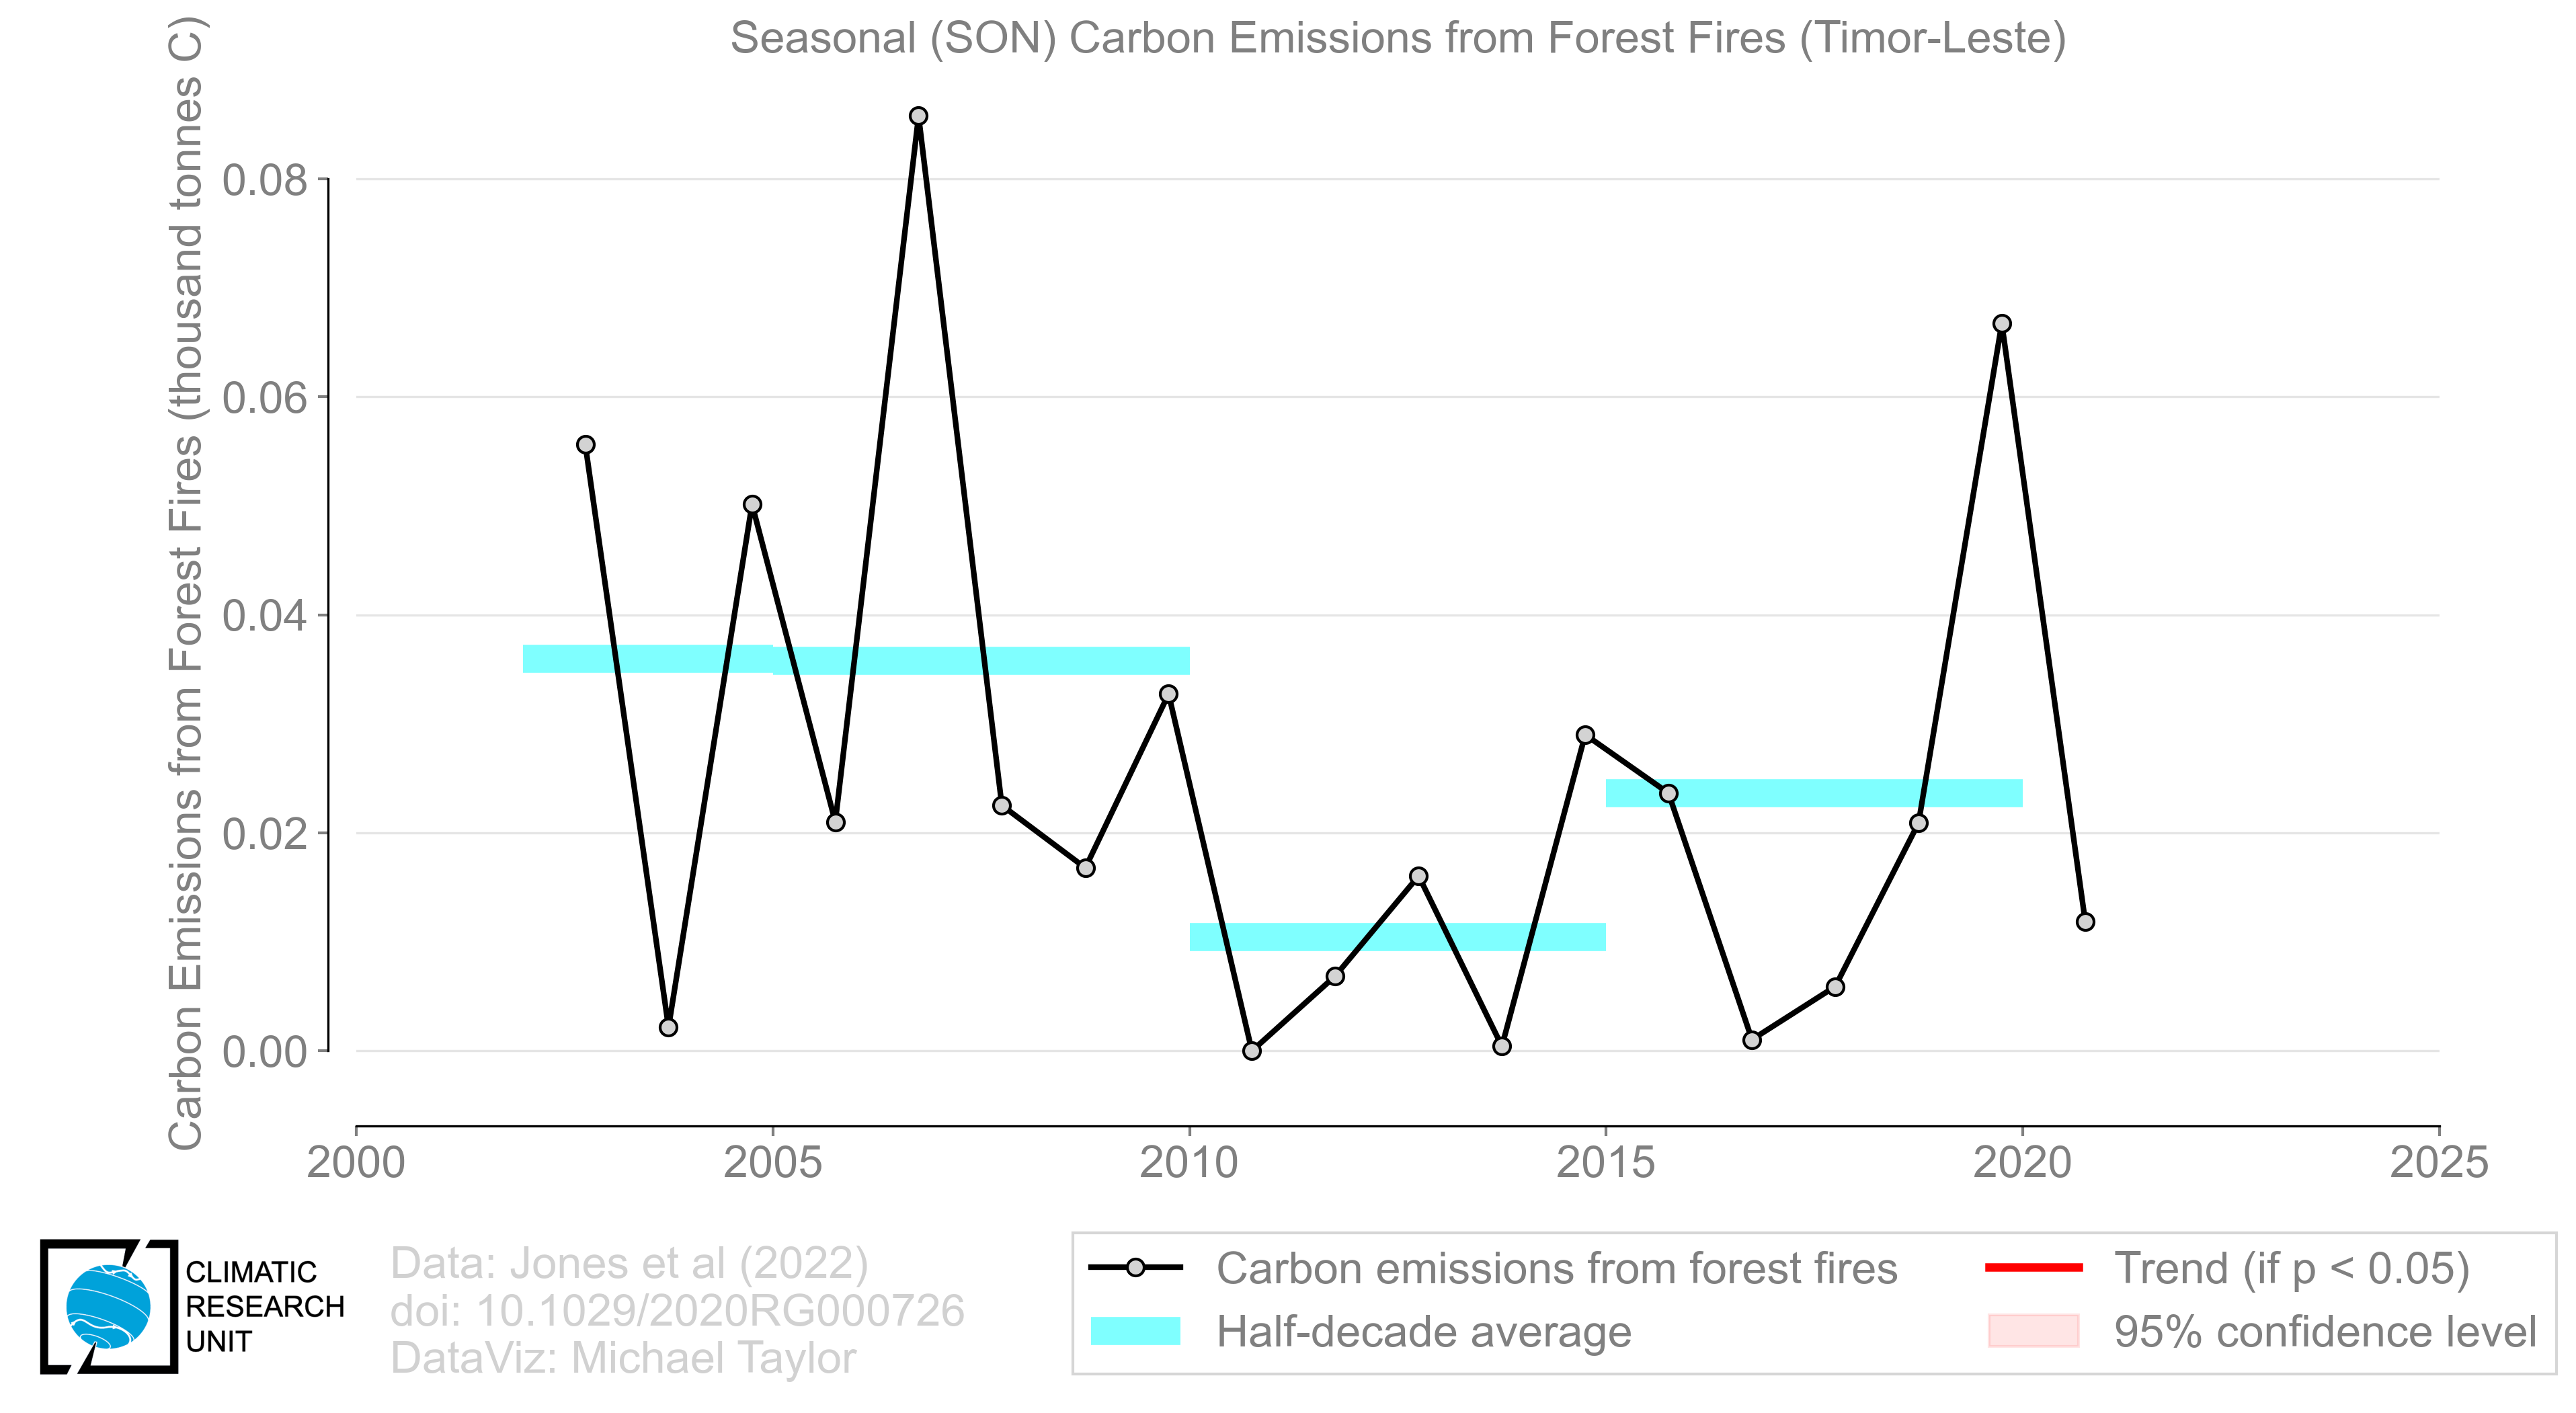 Seasonal (SON) Carbon Emissions from Forest Fires (Timor-Leste)
Carbon Emissions from Forest Fires (thousand tonnes C)
0.08
0.06
0.04
0.02
0.00
2000 2005 2010 2015 2020 2025
CLIMATIC
RESEARCH
UNIT
Data: Jones et al (2022)
doi: 10.1029/2020RG000726
DataViz: Michael Taylor
Carbon emissions from forest fires
Half-decade average
Trend (if p < 0.05)
95% confidence level